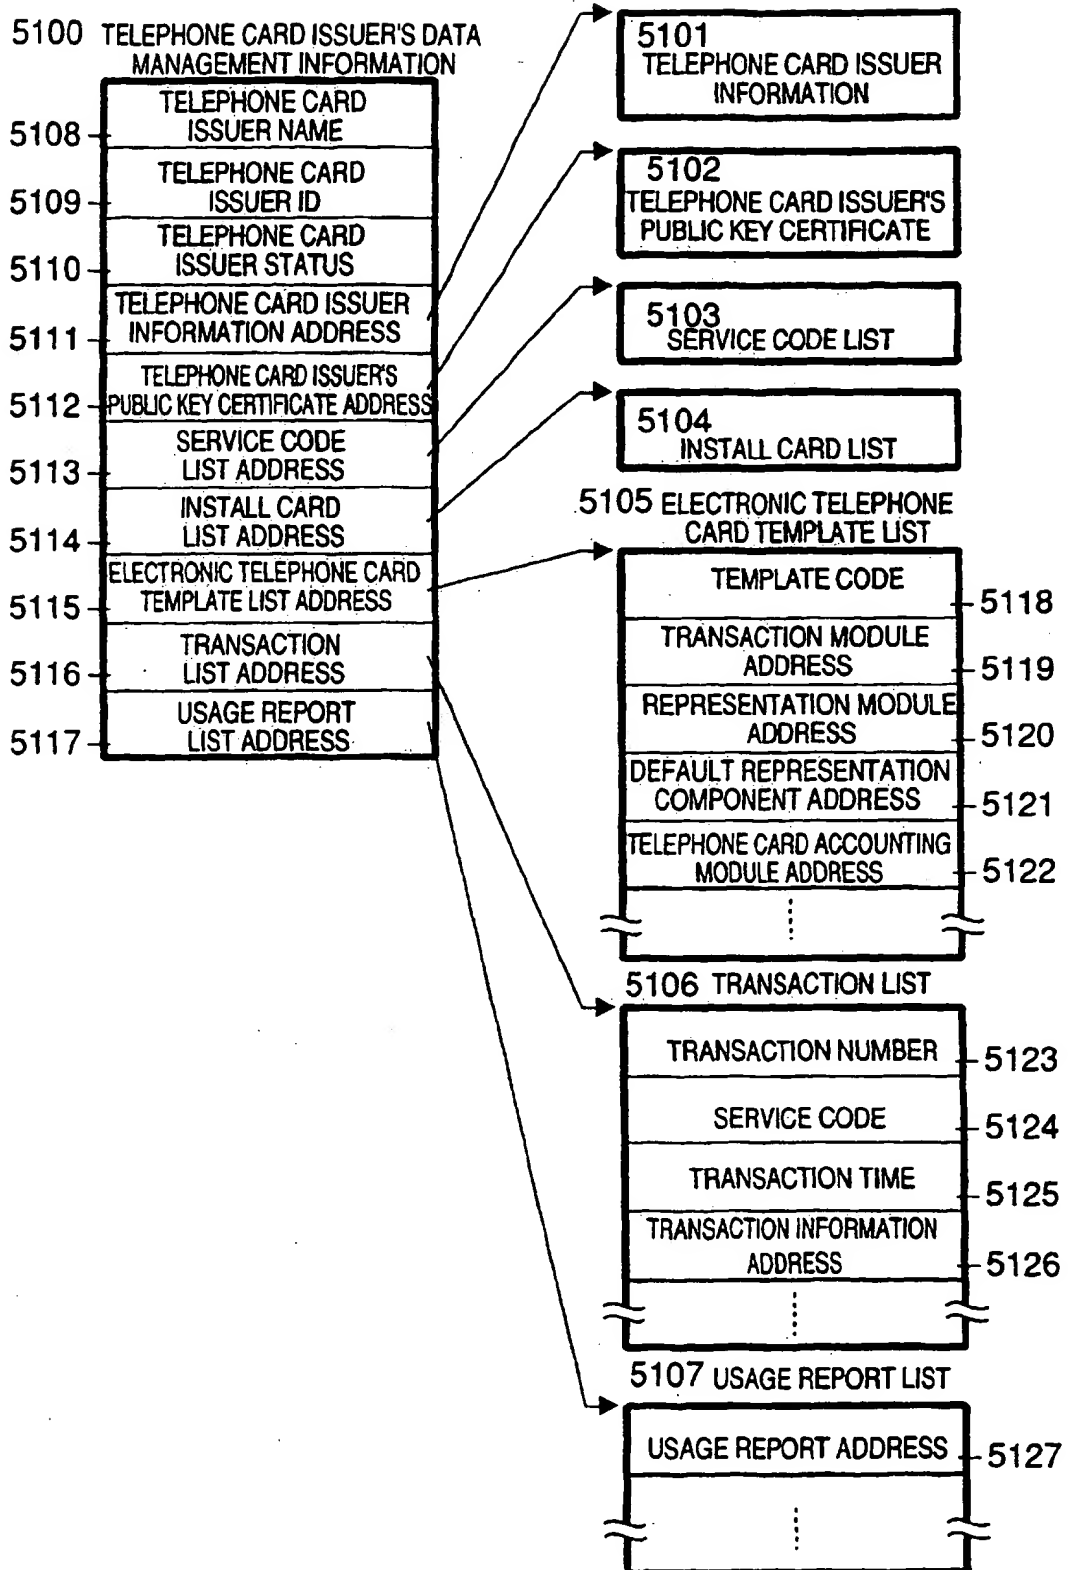 5100 TELEPHONE CARD ISSUER'S DATA
MANAGEMENT INFORMATION
TELEPHONE CARD
ISSUER NAME
5108
TELEPHONE CARD
ISSUER ID
5109
TELEPHONE CARD
ISSUER STATUS
5110
TELEPHONE CARD ISSUER
INFORMATION ADDRESS
5111
TELEPHONE CARD ISSUER'S
PUBLIC KEY CERTIFICATE ADDRESS
5112
SERVICE CODE
LIST ADDRESS
5113
INSTALL CARD
LIST ADDRESS
5114
ELECTRONIC TELEPHONE CARD
TEMPLATE LIST ADDRESS
5115
TRANSACTION
LIST ADDRESS
5116
USAGE REPORT
LIST ADDRESS
5117
5101
TELEPHONE CARD ISSUER
INFORMATION
5102
TELEPHONE CARD ISSUER'S
PUBLIC KEY CERTIFICATE
5103
SERVICE CODE LIST
5104
INSTALL CARD LIST
5105 ELECTRONIC TELEPHONE
CARD TEMPLATE LIST
TEMPLATE CODE
5118
TRANSACTION MODULE
ADDRESS
5119
REPRESENTATION MODULE
ADDRESS
5120
DEFAULT REPRESENTATION
COMPONENT ADDRESS
5121
TELEPHONE CARD ACCOUNTING
MODULE ADDRESS
5122
5106 TRANSACTION LIST
TRANSACTION NUMBER
5123
SERVICE CODE
5124
TRANSACTION TIME
5125
TRANSACTION INFORMATION
ADDRESS
5126
5107 USAGE REPORT LIST
USAGE REPORT ADDRESS
5127